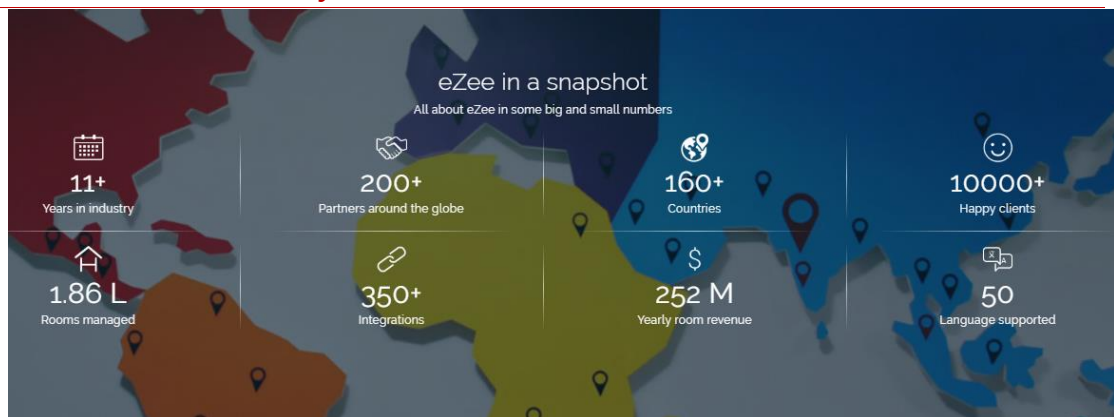 eZee in a snapshot
All about eZee in some big and small numbers
11+
Years in industry
200+
Partners around the globe
160+
Countries
10000+
Happy clients
1.86 L
Rooms managed
350+
Integrations
252 M
Yearly room revenue
50
Language supported